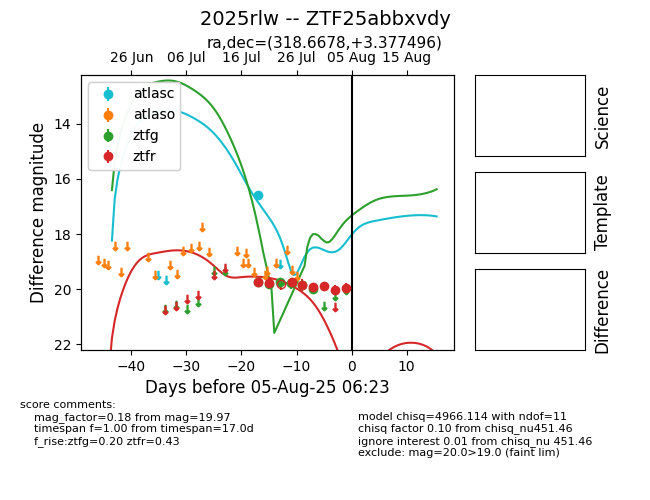 2025rlw -- ZTF25abbxvdy
ra,dec=(318.6678,+3.377496)
26 Jun 06 Jul 16 Jul 26 Jul 05 Aug 15 Aug
atlasc
atlaso
ztfg
ztfr
14
16
18
20
22
Difference magnitude
−40 −30 −20 −10 0 10
Days before 05-Aug-25 06:23
Science
Template
Difference
score comments:
mag_factor=0.18 from mag=19.97
timespan f=1.00 from timespan=17.0d
f_rise:ztfg=0.20 ztfr=0.43
model chisq=4966.114 with ndof=11
chisq factor 0.10 from chisq_nu451.46
ignore interest 0.01 from chisq_nu 451.46
exclude: mag=20.0>19.0 (faint lim)